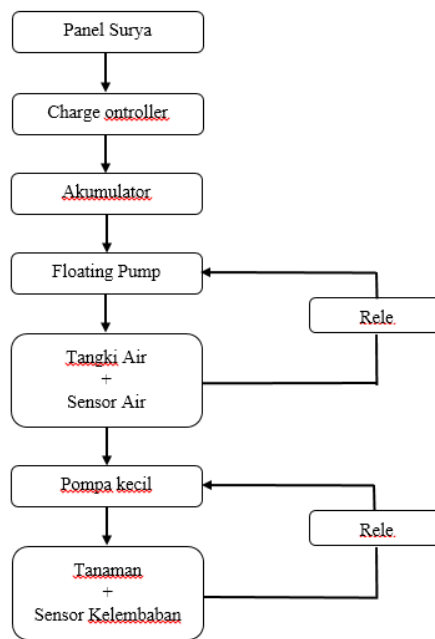 Panel Surya
Charge ontroller
Akumulator
Floating Pump
Rele
Tangki Air
+
Sensor Air
Pompa kecil
Rele
Tanaman
+
Sensor Kelembaban